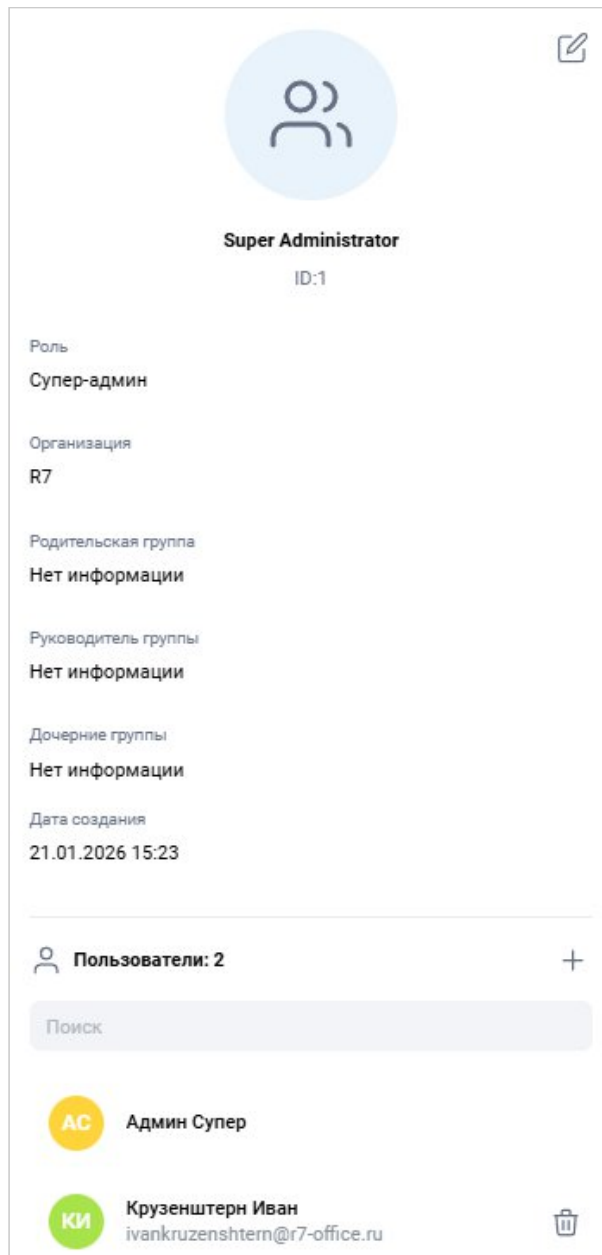 Super Administrator
ID:1
Роль
Супер-админ
Организация
R7
Родительская группа
Нет информации
Руководитель группы
Нет информации
Дочерние группы
Нет информации
Дата создания
21.01.2026 15:23
Пользователи: 2
Поиск
АС
Админ Супер
КИ
Крузенштерн Иван
ivankruzenshtern@r7-office.ru